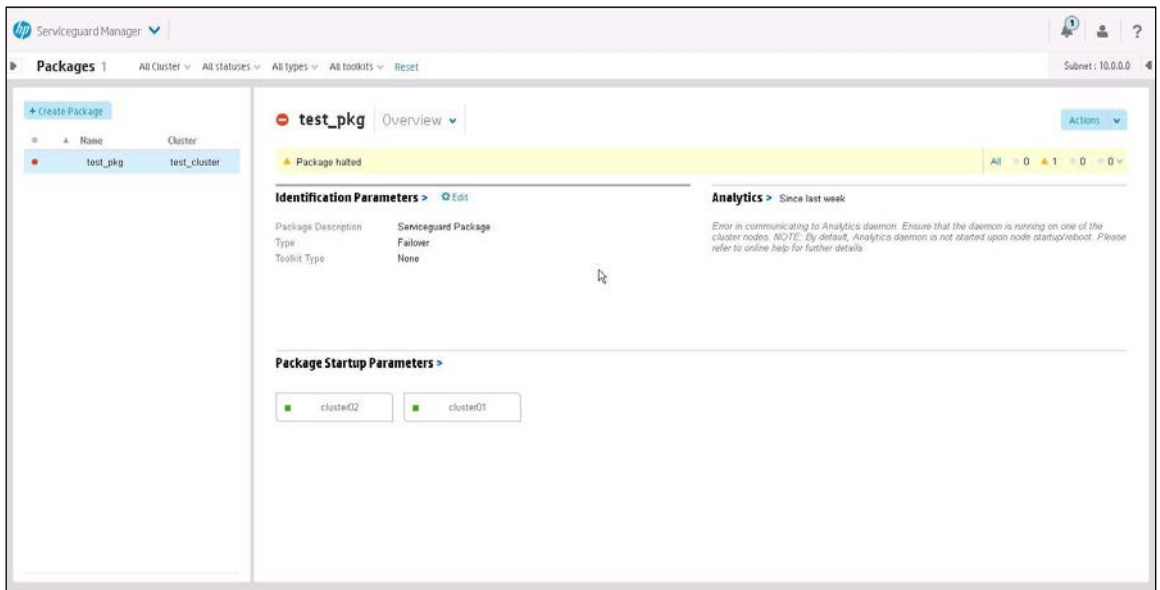 hp Serviceguard Manager
1
?
Packages 1 All Cluster All statuses All types All toolkits Reset
Subnet : 10.0.0.0
+ Create Package
Name Cluster
test_pkg test_cluster
test_pkg Overview
Actions
Package halted
All 0 1 0 0
Identification Parameters > Edit
Package Description Serviceguard Package
Type Failover
Toolkit Type None
Analytics > Since last week
Error in communicating to Analytics daemon. Ensure that the daemon is running on one of the
cluster nodes. NOTE: By default, Analytics daemon is not started upon node startup/reboot. Please
refer to online help for further details
Package Startup Parameters >
cluster02 cluster01